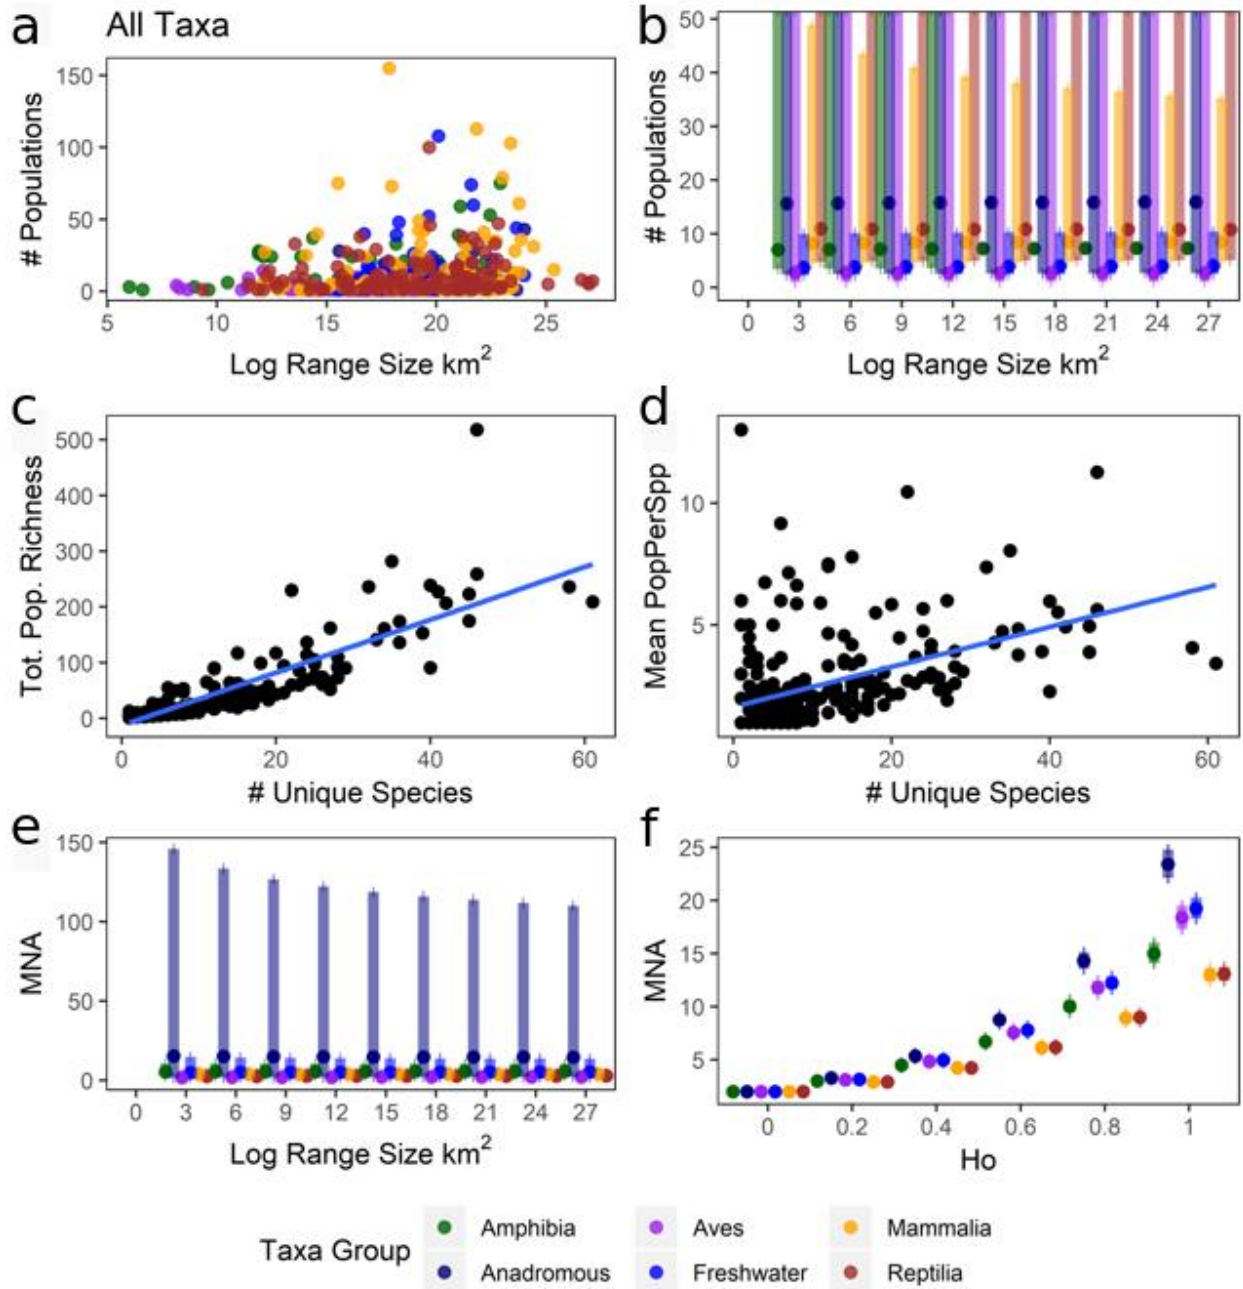 a All Taxa
# Populations
150
100
50
0
5 10 15 20 25
Log Range Size km²
b
# Populations
50
40
30
20
10
0
0 3 6 9 12 15 18 21 24 27
Log Range Size km²
c
Tot. Pop. Richness
500
400
300
200
100
0
0 20 40 60
# Unique Species
d
Mean PopPerSpp
10
5
0 20 40 60
# Unique Species
e
MNA
150
100
50
0
0 3 6 9 12 15 18 21 24 27
Log Range Size km²
f
MNA
25
20
15
10
5
0 0.2 0.4 0.6 0.8 1
Ho
Taxa Group
Amphibia Aves Mammalia
Anadromous Freshwater Reptilia